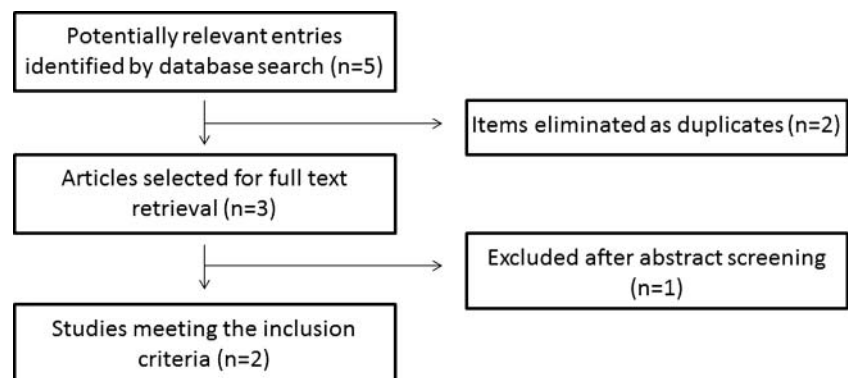 Potentially relevant entries
identified by database search (n=5)
Items eliminated as duplicates (n=2)
Articles selected for full text
retrieval (n=3)
Excluded after abstract screening
(n=1)
Studies meeting the inclusion
criteria (n=2)